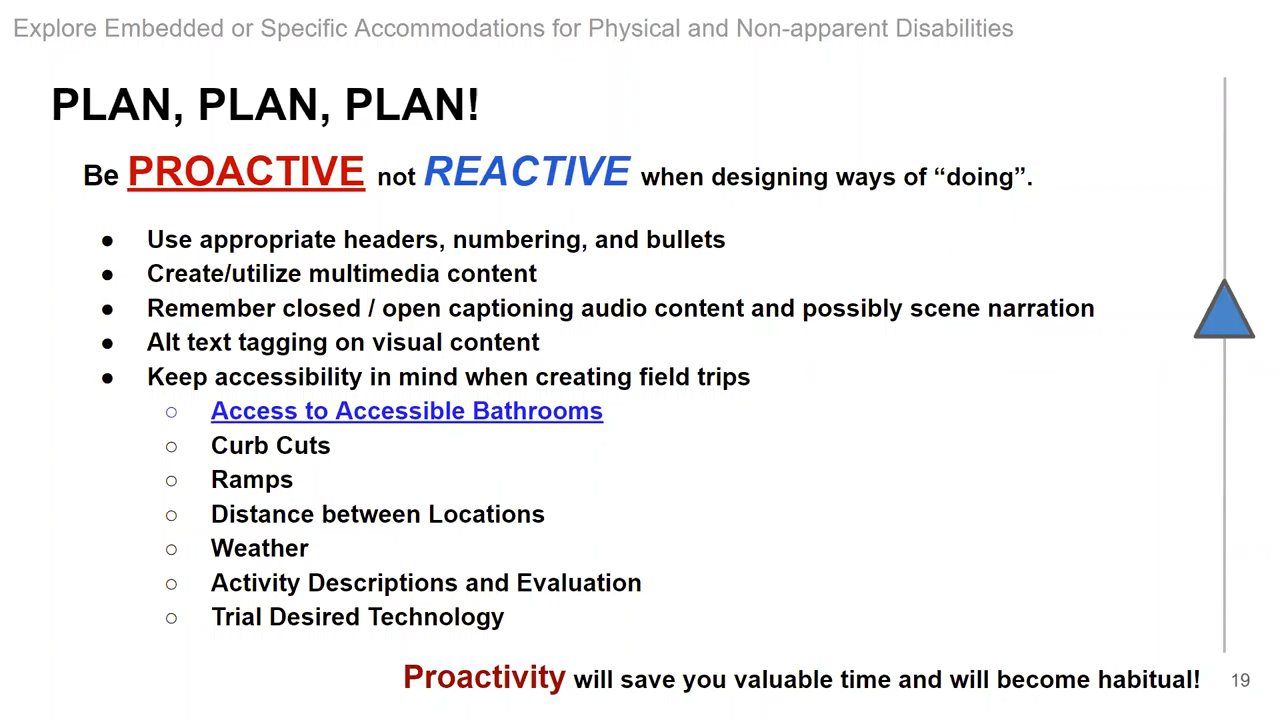 Explore Embedded or Specific Accommodations for Physical and Non-apparent Disabilities
PLAN, PLAN, PLAN!
Be PROACTIVE not REACTIVE when designing ways of “doing”.
● Use appropriate headers, numbering, and bullets
● Create/utilize multimedia content
● Remember closed / open captioning audio content and possibly scene narration
● Alt text tagging on visual content
● Keep accessibility in mind when creating field trips
○ Access to Accessible Bathrooms
○ Curb Cuts
○ Ramps
○ Distance between Locations
○ Weather
○ Activity Descriptions and Evaluation
○ Trial Desired Technology
Proactivity will save you valuable time and will become habitual!
19